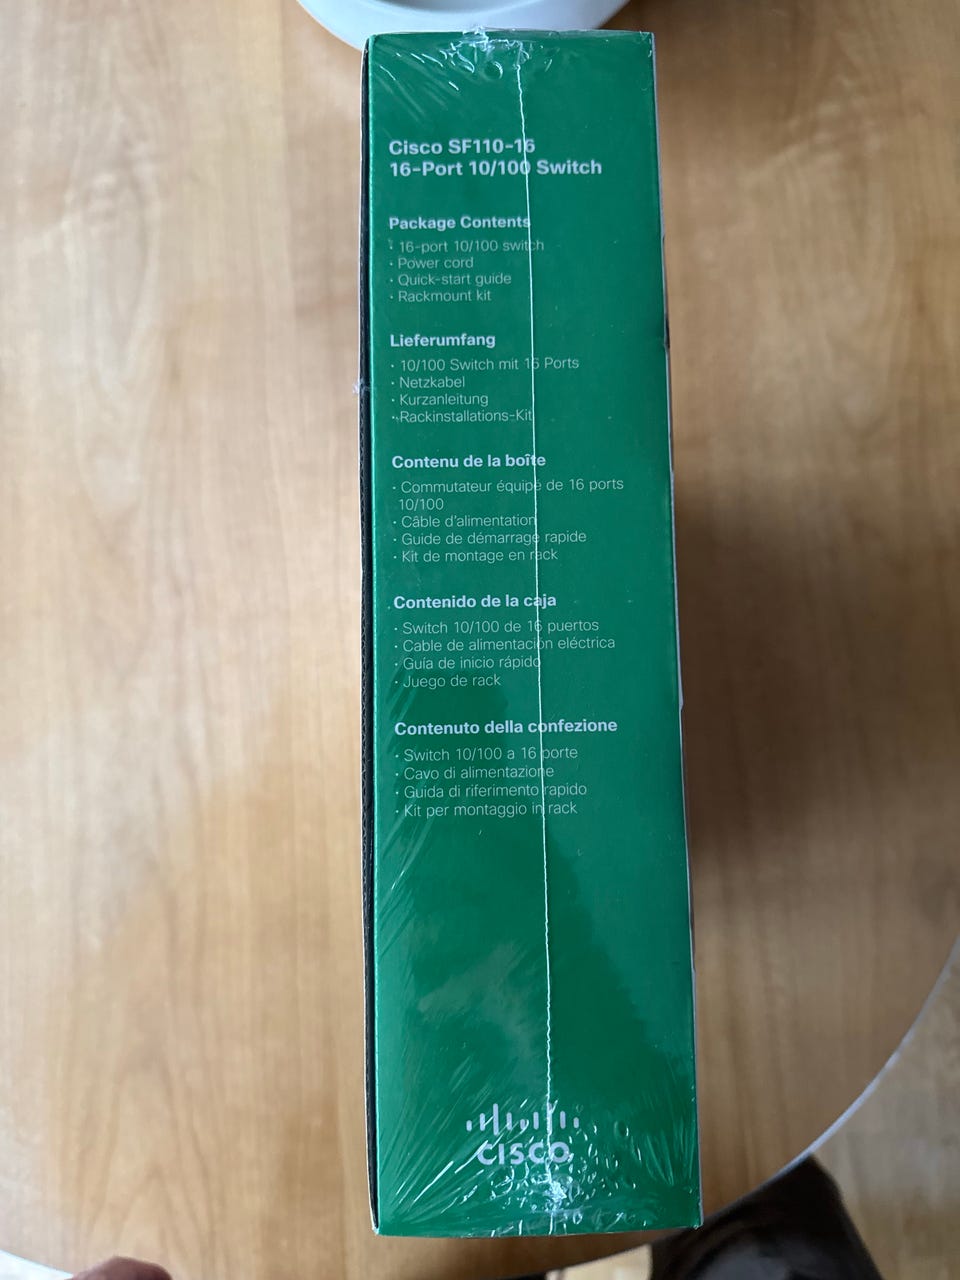 Cisco SF110-16
16-Port 10/100 Switch
Package Contents
· 16-port 10/100 switch
· Power cord
· Quick-start guide
· Rackmount kit
Lieferumfang
· 10/100 Switch mit 16 Ports
· Netzkabel
· Kurzanleitung
· Rackinstallations-Kit
Contenu de la boîte
· Commutateur équipé de 16 ports
10/100
· Câble d'alimentation
· Guide de démarrage rapide
· Kit de montage en rack
Contenido de la caja
· Switch 10/100 de 16 puertos
· Cable de alimentación eléctrica
· Guía de inicio rápido
· Juego de rack
Contenuto della confezione
· Switch 10/100 a 16 porte
· Cavo di alimentazione
· Guida di riferimento rapido
· Kit per montaggio in rack
CISCO